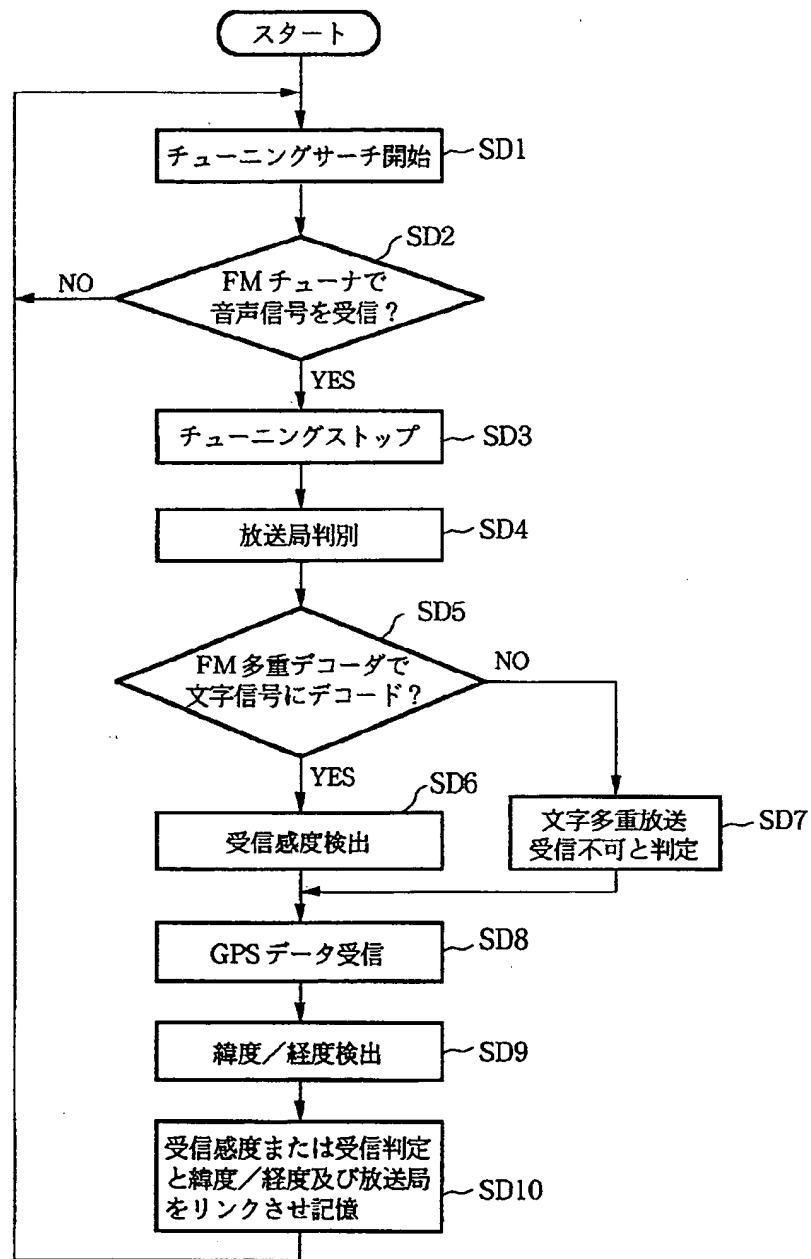 スタート
チューニングサーチ開始
SD1
SD2
FMチューナで
音声信号を受信？
NO
YES
チューニングストップ
SD3
放送局判別
SD4
SD5
FM多重デコーダで
文字信号にデコード？
NO
YES
SD6
受信感度検出
文字多重放送
受信不可と判定
SD7
GPSデータ受信
SD8
緯度／経度検出
SD9
受信感度または受信判定
と緯度／経度及び放送局
をリンクさせ記憶
SD10